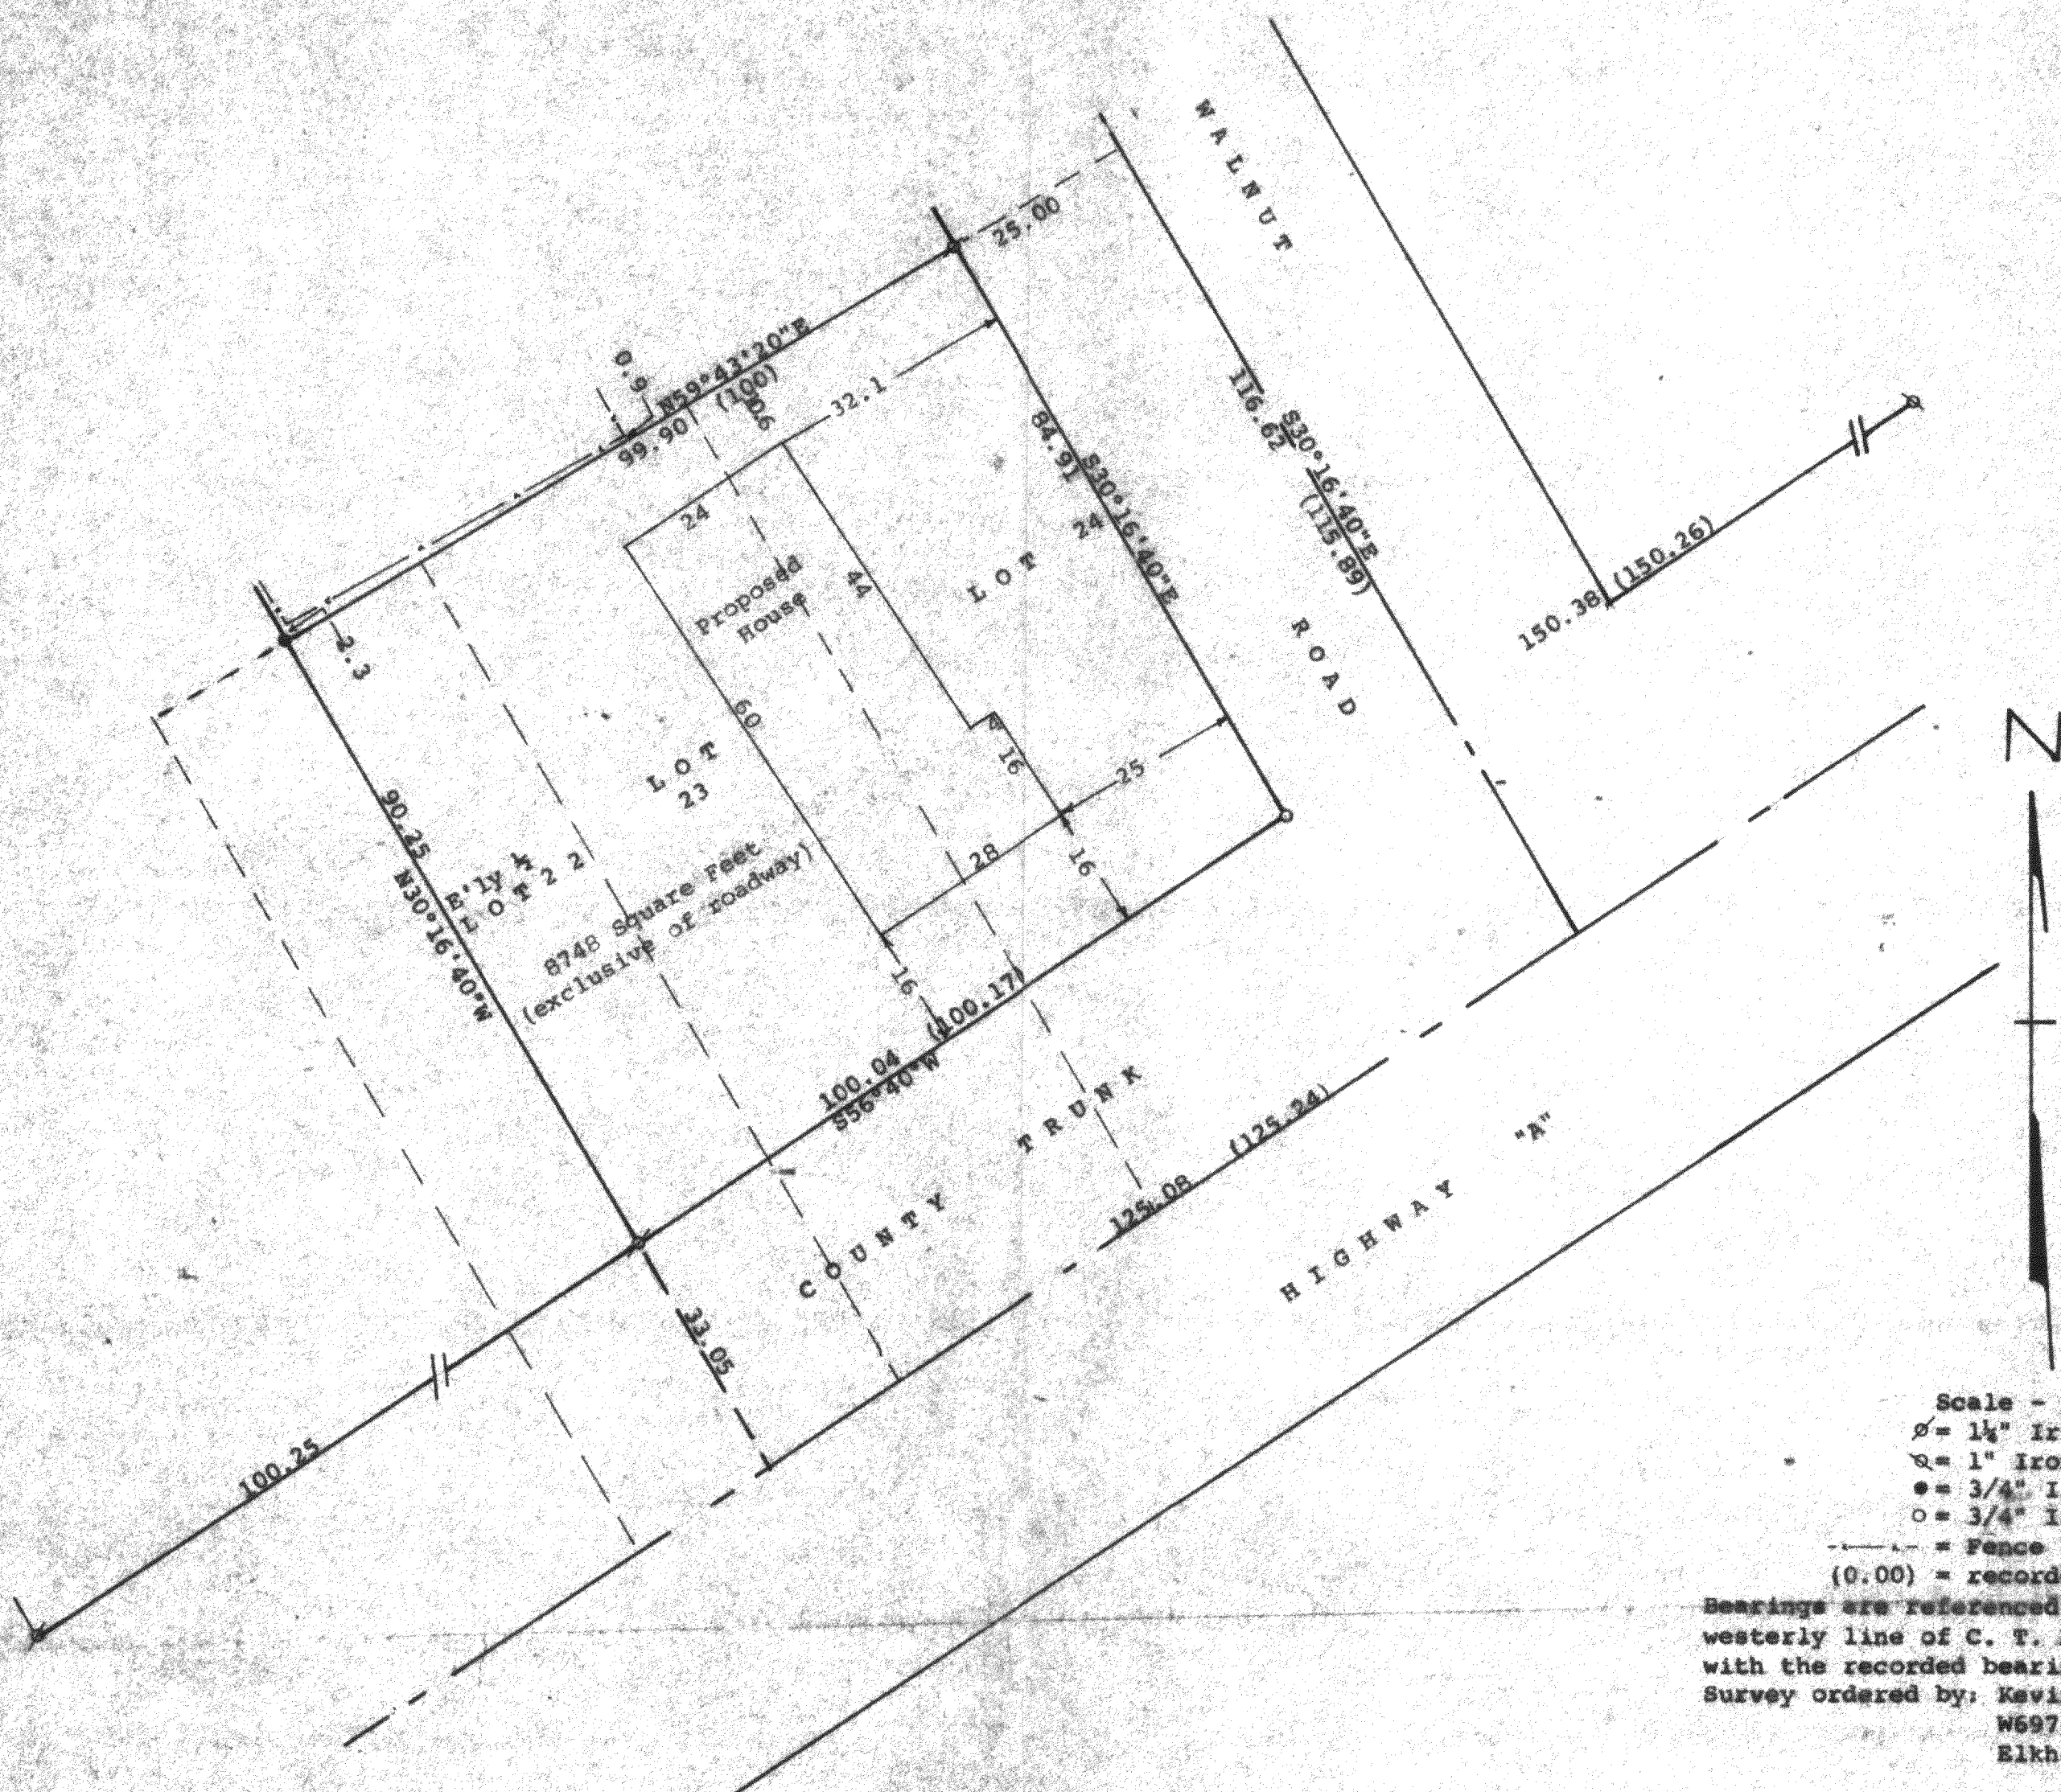 WALNUT
25.00
0.9
N59°43'20"E
(100)
99.90
32.1
84.91
S30°16'40"E
116.62
S30°16'40"E
(115.89)
(150.26)
150.38
24
Proposed
House
44
LOT 24
ROAD
2.3
60
4
16
25
LOT
23
90.25
N30°16'40"W
E'ly ½
LOT 22
28
16
8748 Square Feet
(exclusive of roadway)
16
(100.17)
100.04
S56°40"W
COUNTY TRUNK
(125.24)
125.08
HIGHWAY "A"
33.05
100.25
N
Scale -
= 1¼" Ir
= 1" Iro
= 3/4" I
= 3/4" I
= Fence
(0.00) = record
Bearings are referenced
westerly line of C. T.
with the recorded beari
Survey ordered by: Kevi
W697
Elkh